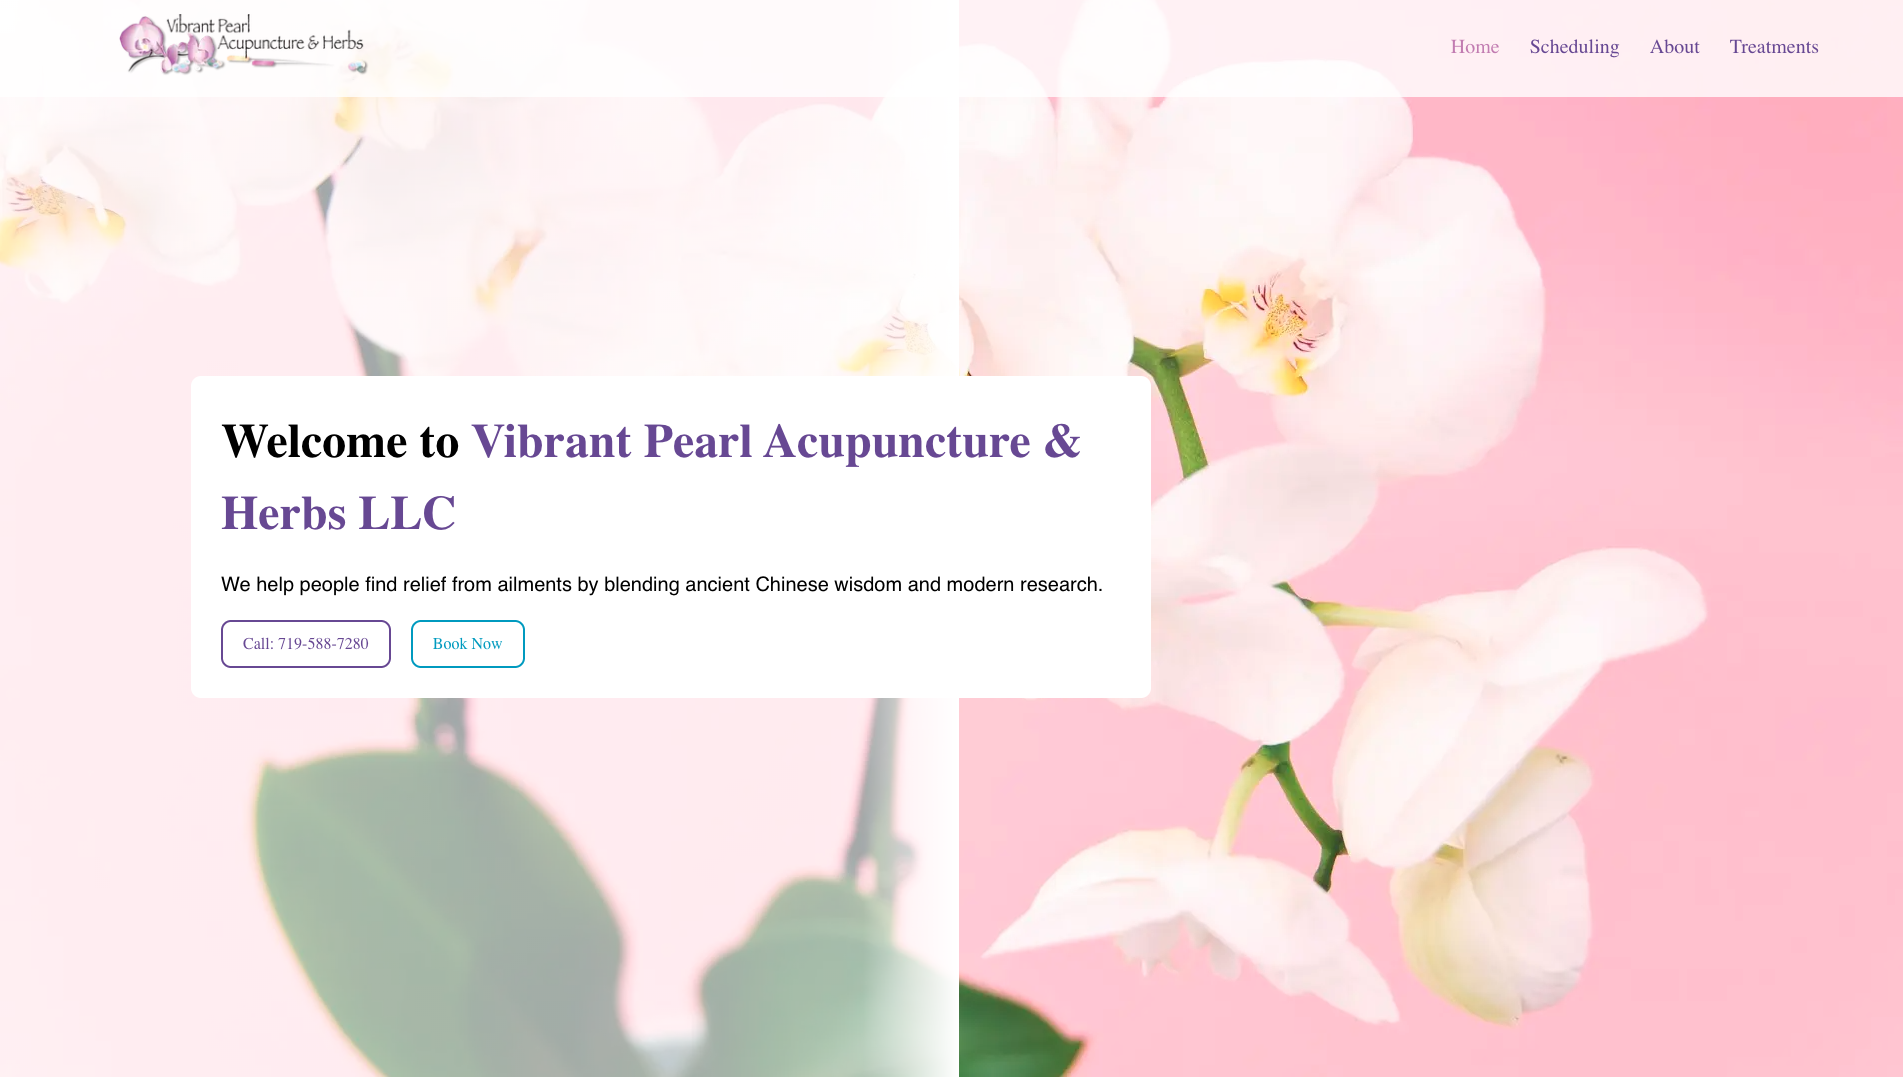 Vibrant Pearl
Acupuncture & Herbs
Home Scheduling About Treatments
Welcome to Vibrant Pearl Acupuncture &
Herbs LLC
We help people find relief from ailments by blending ancient Chinese wisdom and modern research.
Call: 719-588-7280 Book Now